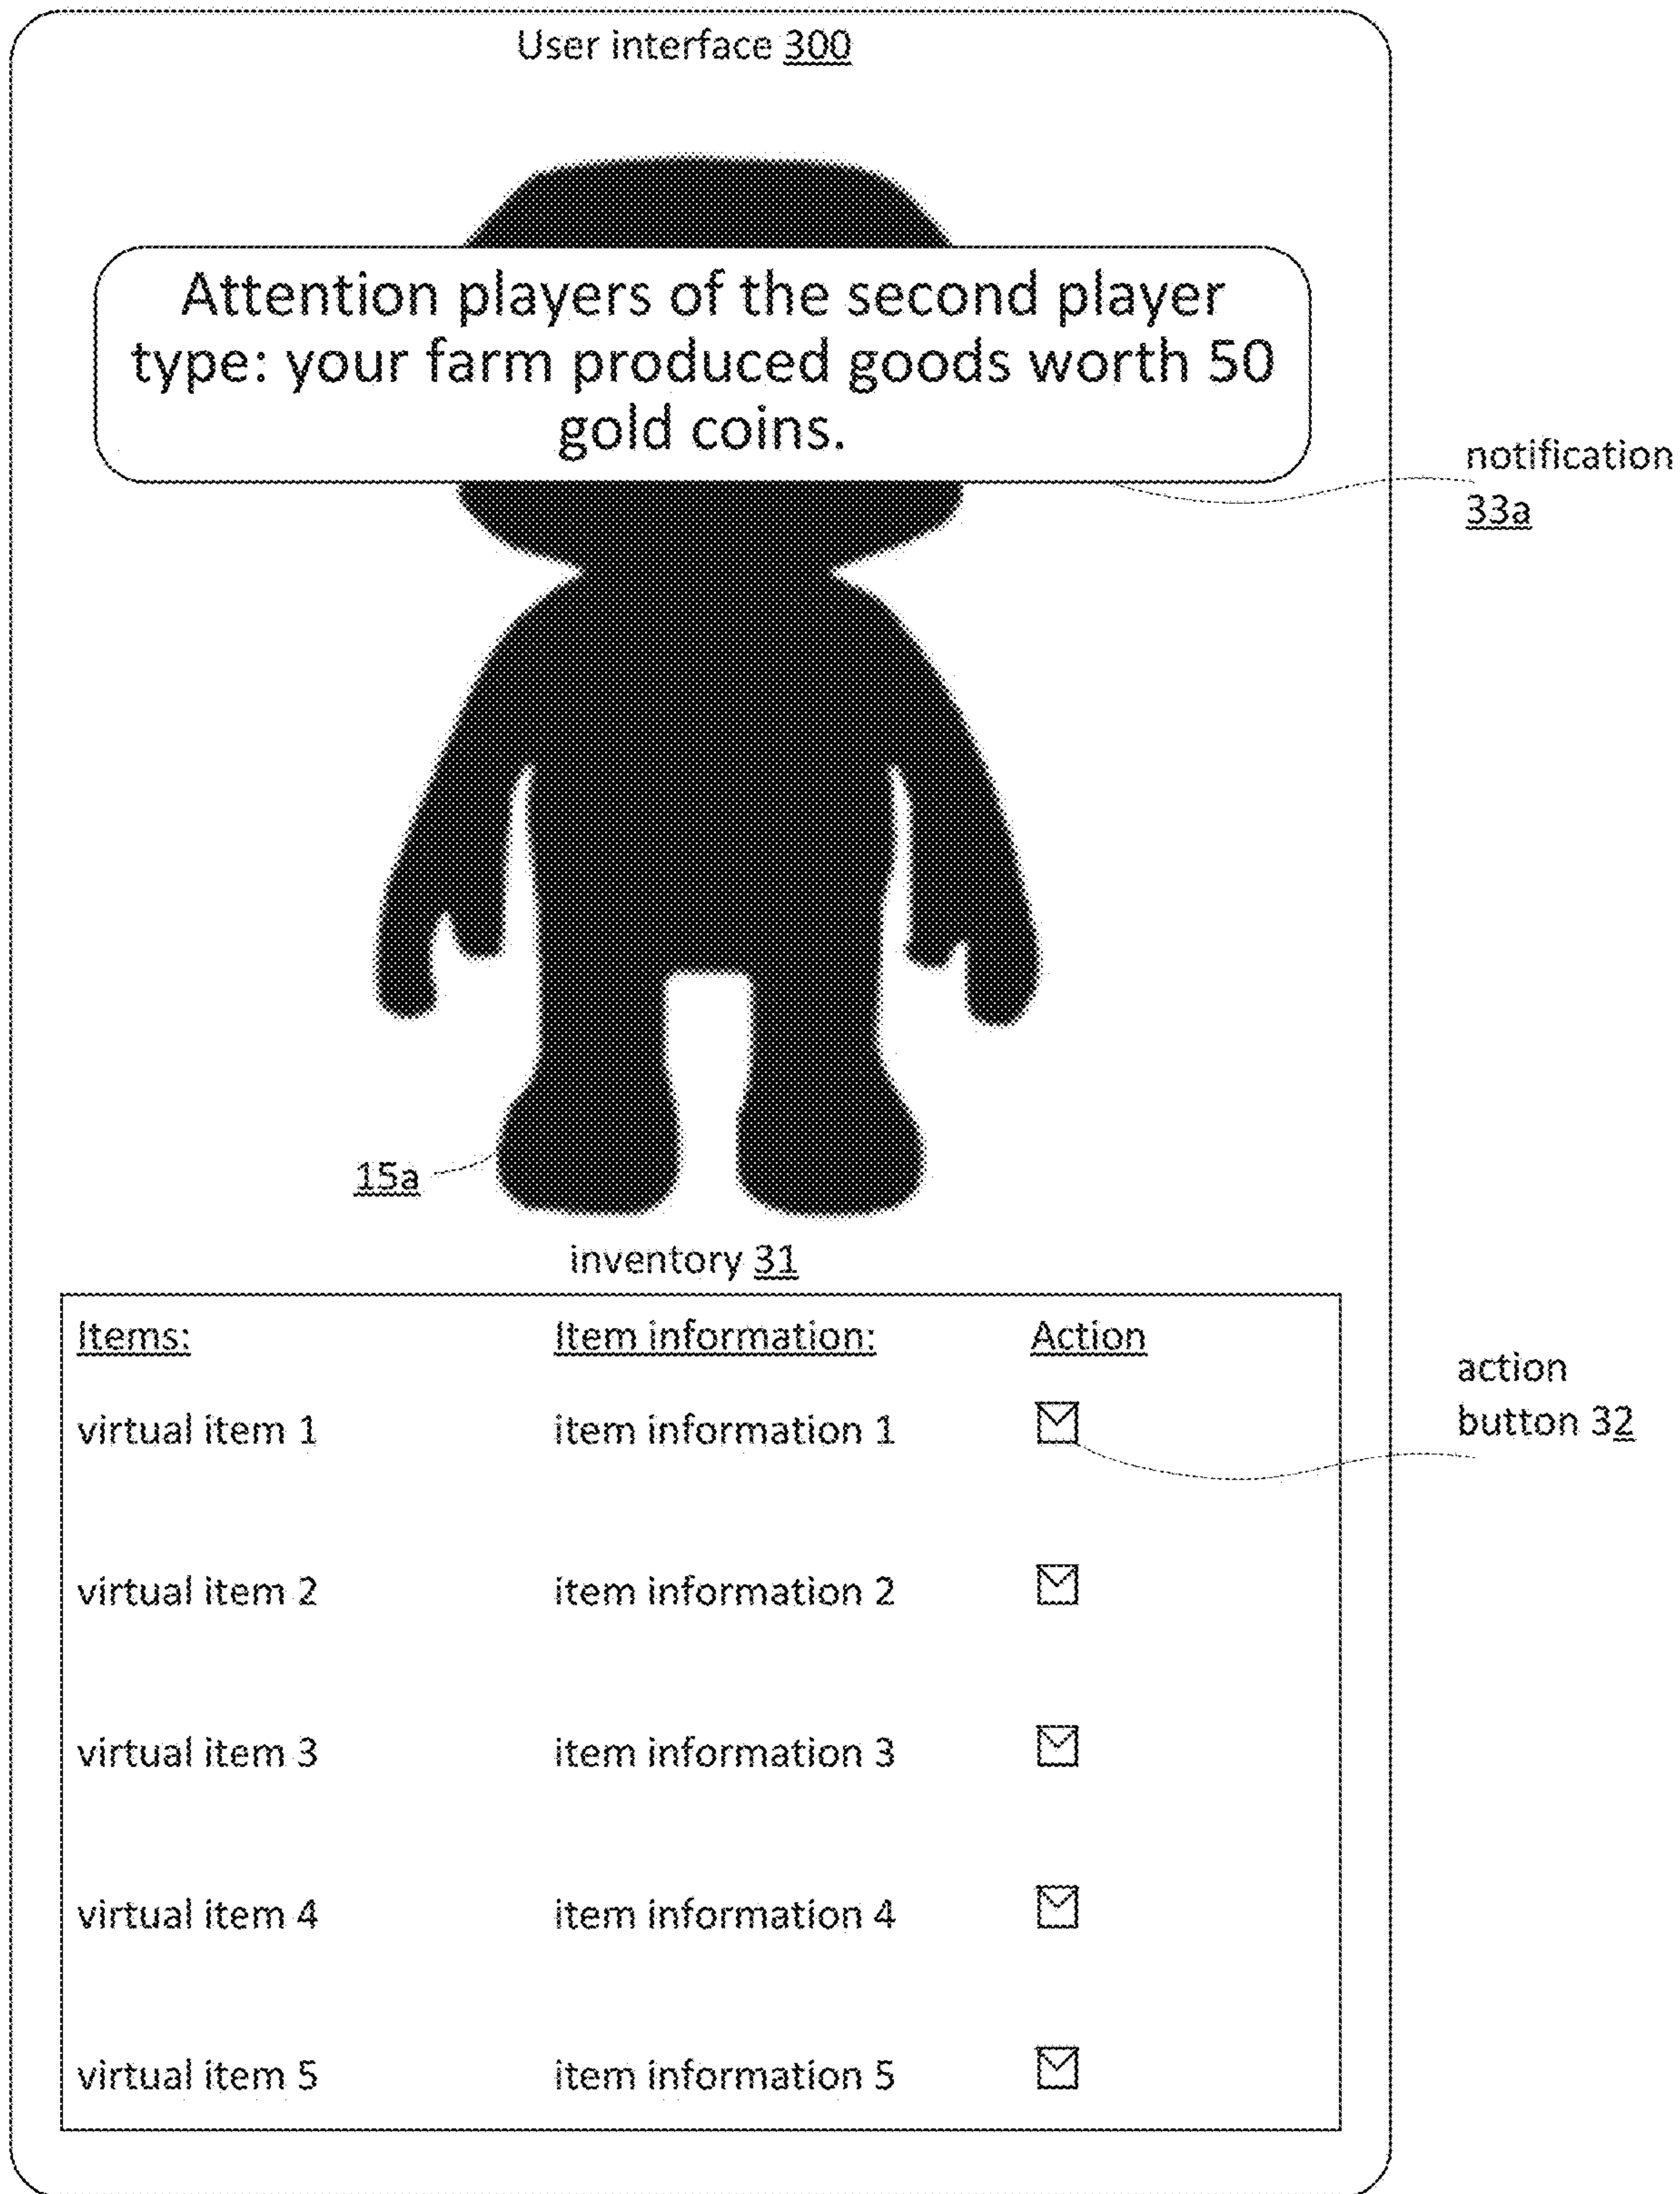 User interface 300
Attention players of the second player
type: your farm produced goods worth 50
gold coins.
notification
33a
15a
inventory 31
Items: Item information: Action
action
button 32
virtual item 1 item information 1
virtual item 2 item information 2
virtual item 3 item information 3
virtual item 4 item information 4
virtual item 5 item information 5